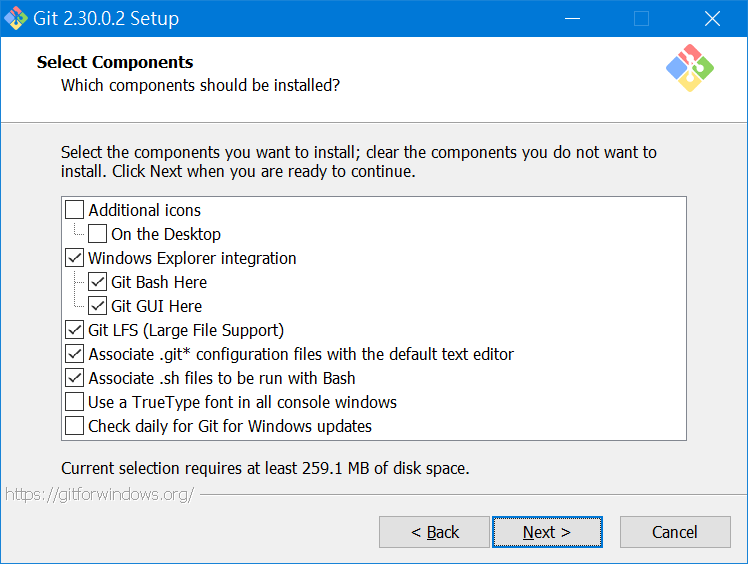 Git 2.30.0.2 Setup
Select Components
Which components should be installed?
Select the components you want to install; clear the components you do not want to
install. Click Next when you are ready to continue.
Additional icons
On the Desktop
Windows Explorer integration
Git Bash Here
Git GUI Here
Git LFS (Large File Support)
Associate .git* configuration files with the default text editor
Associate .sh files to be run with Bash
Use a TrueType font in all console windows
Check daily for Git for Windows updates
Current selection requires at least 259.1 MB of disk space.
https://gitforwindows.org/
< Back Next > Cancel